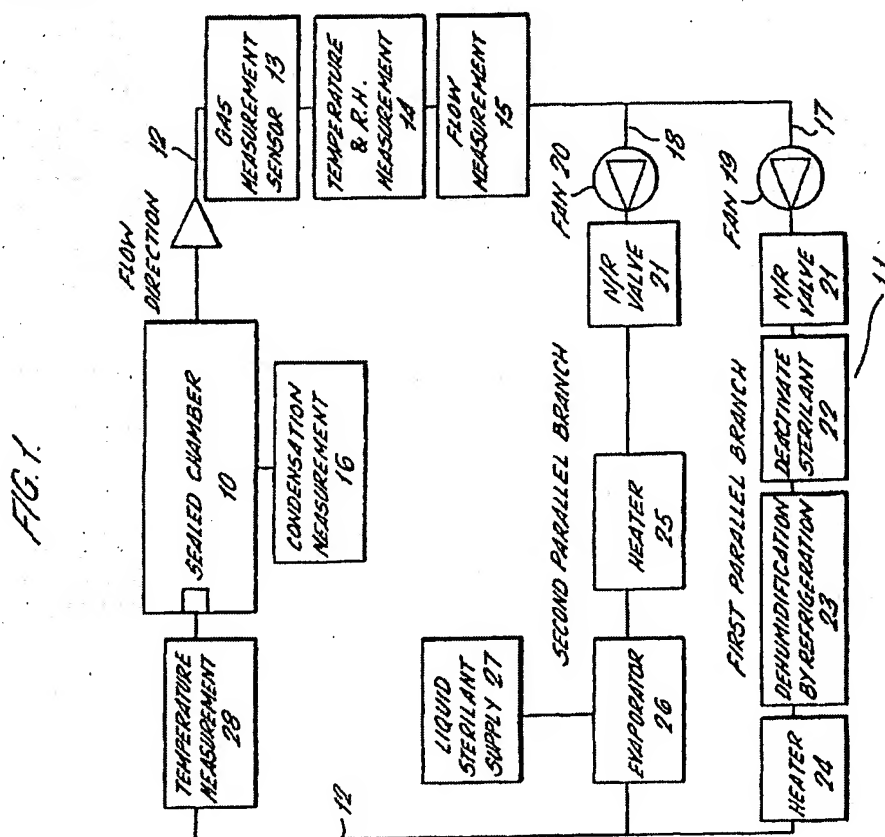 FIG. 1.
FLOW
DIRECTION
12
GAS
MEASUREMENT
SENSOR 13
TEMPERATURE
& R.H.
MEASUREMENT
14
FLOW
MEASUREMENT
15
SEALED CHAMBER
10
CONDENSATION
MEASUREMENT
16
TEMPERATURE
MEASUREMENT
28
12
FAN 20
18
N/R
VALVE
21
SECOND PARALLEL BRANCH
HEATER
25
EVAPORATOR
26
LIQUID
STERILANT
SUPPLY 27
FAN 19
17
N/R
VALVE
21
11
FIRST PARALLEL BRANCH
DEACTIVATE
STERILANT
22
DEHUMIDIFICATION
BY REFRIGERATION
23
HEATER
24